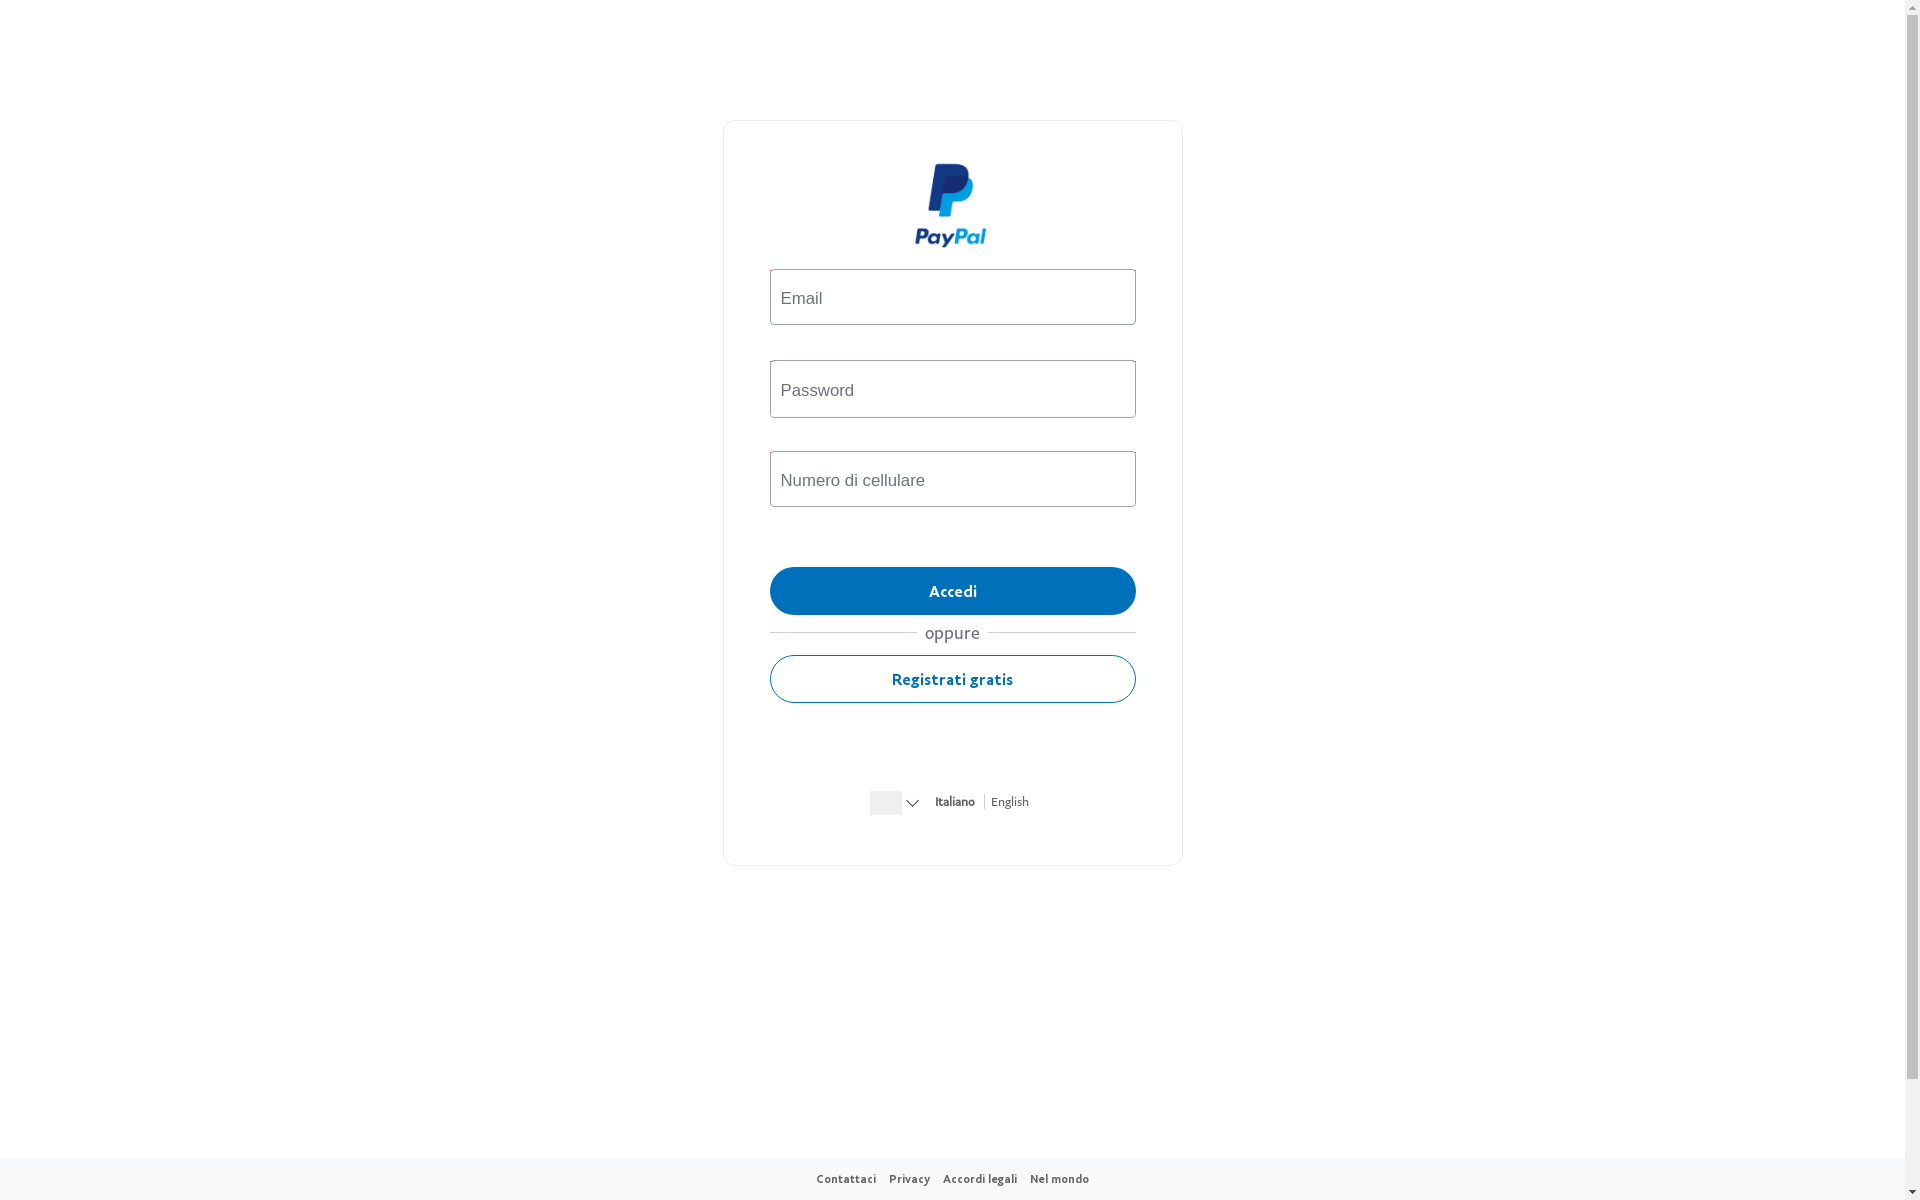 PayPal
Email
Password
Numero di cellulare
Accedi
oppure
Registrati gratis
Italiano English
Contattaci Privacy Accordi legali Nel mondo